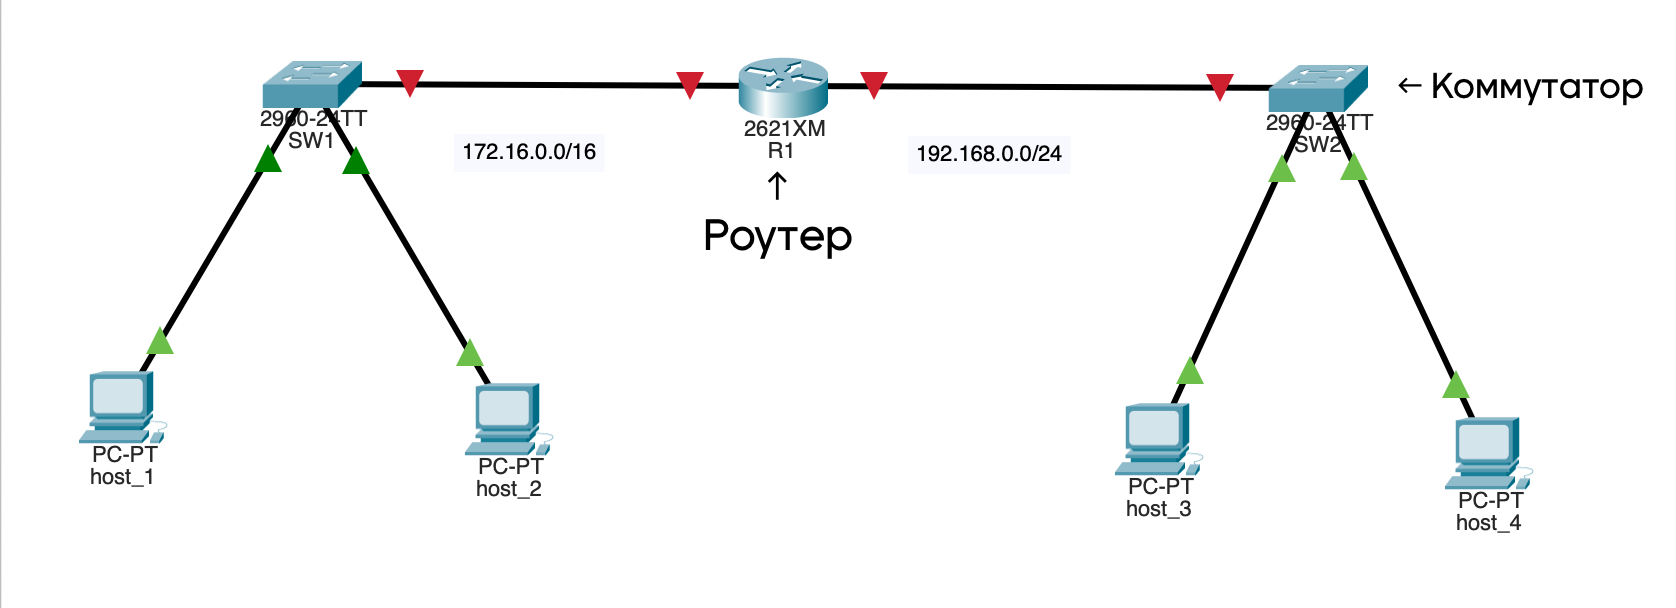 2960-24TT
SW1
172.16.0.0/16
2621XM
R1
↑
Роутер
192.168.0.0/24
2960-24TT
SW2
← Коммутатор
PC-PT
host_1
PC-PT
host_2
PC-PT
host_3
PC-PT
host_4